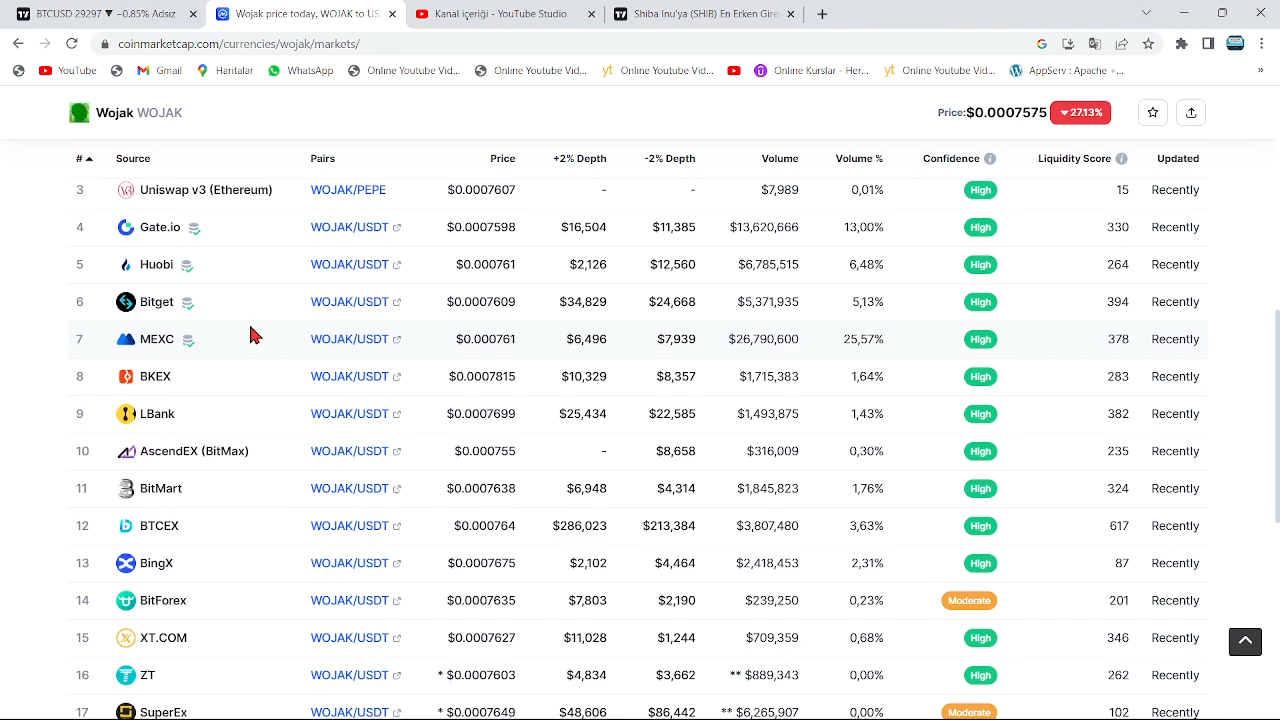 BTCUSD 29297 ▼ −0.85% Adsız
Wojak price today, WOJAK to US
Kanal içeriği - YouTube Studio
Shiba Inu'ya (SHIB) En Erken Gire
coinmarketcap.com/currencies/wojak/markets/
YouTube
Gmail
Haritalar
WhatsApp
Online Youtube Vid...
Online Youtube Vid...
Online Youtube Vid...
Online Kurslar - Her...
Online Youtube Vid...
AppServ : Apache +...
»
Wojak WOJAK
Price:$0.0007575 27.13%
# Source Pairs Price +2% Depth -2% Depth Volume Volume % Confidence Liquidity Score Updated
3 Uniswap v3 (Ethereum) WOJAK/PEPE $0.0007607 - - $7,989 0,01% High 15 Recently
4 Gate.io WOJAK/USDT $0.0007598 $16,504 $11,385 $13,620,666 13,00% High 330 Recently
5 Huobi WOJAK/USDT $0.000761 $2,126 $12,560 $6,785,515 6,48% High 264 Recently
6 Bitget WOJAK/USDT $0.0007609 $34,829 $24,668 $5,371,935 5,13% High 394 Recently
7 MEXC WOJAK/USDT $0.000761 $6,496 $7,939 $26,790,600 25,57% High 378 Recently
8 BKEX WOJAK/USDT $0.0007815 $10,329 $8,357 $1,715,383 1,64% High 283 Recently
9 LBank WOJAK/USDT $0.0007699 $25,434 $22,585 $1,493,875 1,43% High 382 Recently
10 AscendEX (BitMax) WOJAK/USDT $0.000755 - $8,658 $316,009 0,30% High 235 Recently
11 BitMart WOJAK/USDT $0.0007638 $6,948 $4,314 $1,845,823 1,76% High 324 Recently
12 BTCEX WOJAK/USDT $0.000764 $286,023 $213,384 $3,807,480 3,63% High 617 Recently
13 BingX WOJAK/USDT $0.0007675 $2,102 $4,464 $2,418,453 2,31% High 87 Recently
14 BitForex WOJAK/USDT $0.0007635 $7,803 $2,190 $239,250 0,23% Moderate 201 Recently
15 XT.COM WOJAK/USDT $0.0007627 $11,028 $1,244 $709,359 0,68% High 346 Recently
16 ZT WOJAK/USDT * $0.0007603 $4,834 $3,662 ** $889,343 0,00% High 262 Recently
17 SuperEx WOJAK/USDT * $0.0007649 $48,606 $86,442 ** $6,265,907 0,00% Moderate 102 Recently